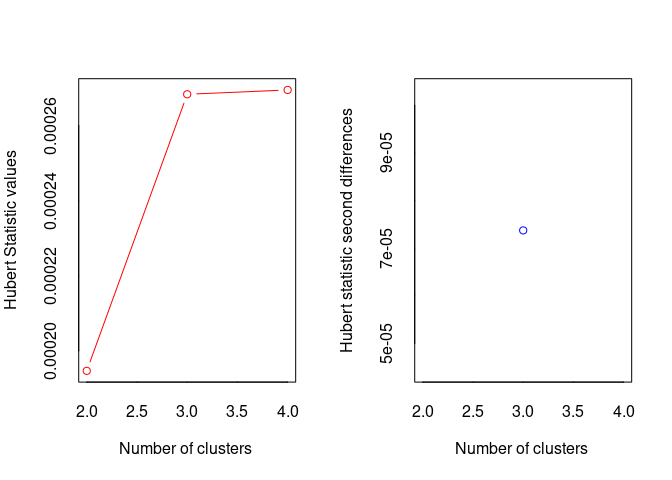 Hubert Statistic values
0.00020
0.00022
0.00024
0.00026
2.0 2.5 3.0 3.5 4.0
Number of clusters
Hubert statistic second differences
5e-05
7e-05
9e-05
2.0 2.5 3.0 3.5 4.0
Number of clusters